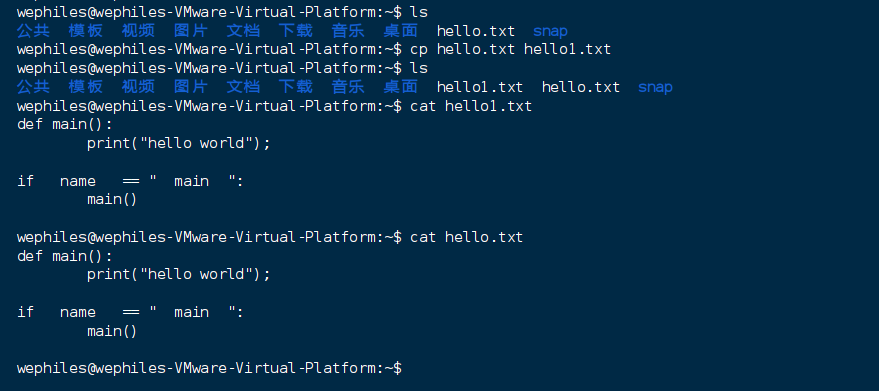 wephiles@wephiles-VMware-Virtual-Platform:~$ ls
公共 模板 视频 图片 文档 下载 音乐 桌面 hello.txt snap
wephiles@wephiles-VMware-Virtual-Platform:~$ cp hello.txt hello1.txt
wephiles@wephiles-VMware-Virtual-Platform:~$ ls
公共 模板 视频 图片 文档 下载 音乐 桌面 hello1.txt hello.txt snap
wephiles@wephiles-VMware-Virtual-Platform:~$ cat hello1.txt
def main():
        print("hello world");
if   name   == "  main  ":
        main()
wephiles@wephiles-VMware-Virtual-Platform:~$ cat hello.txt
def main():
        print("hello world");
if   name   == "  main  ":
        main()
wephiles@wephiles-VMware-Virtual-Platform:~$